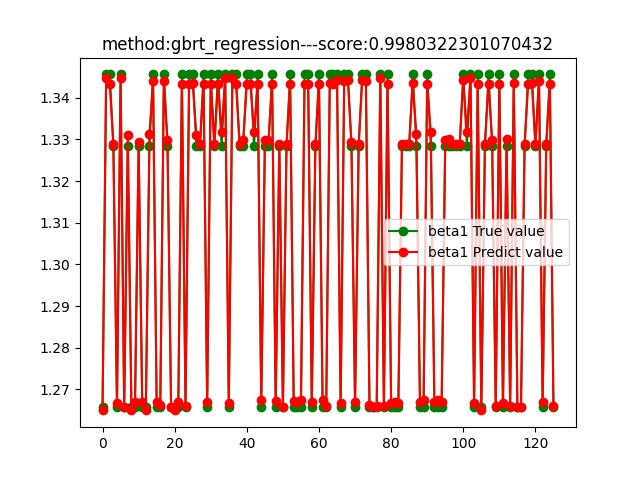 method:gbrt_regression---score:0.9980322301070432
1.34
1.33
1.32
1.31
1.30
1.29
1.28
1.27
beta1 True value
beta1 Predict value
0 20 40 60 80 100 120